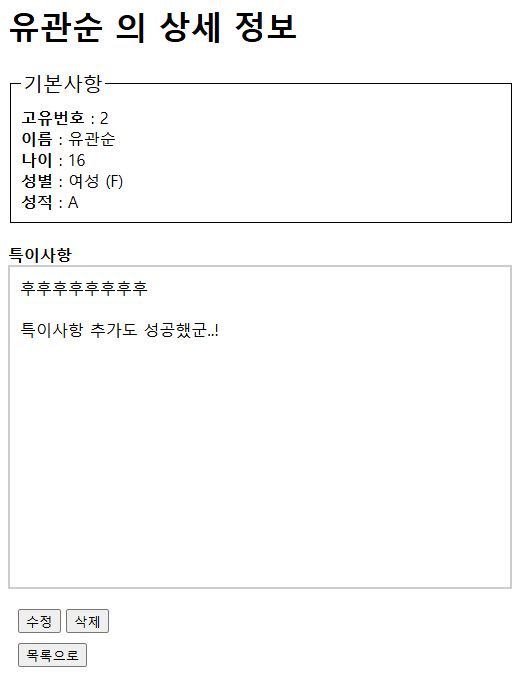 유관순 의 상세 정보
기본사항
고유번호 : 2
이름 : 유관순
나이 : 16
성별 : 여성 (F)
성적 : A
특이사항
후후후후후후후후
특이사항 추가도 성공했군..!
수정 삭제
목록으로